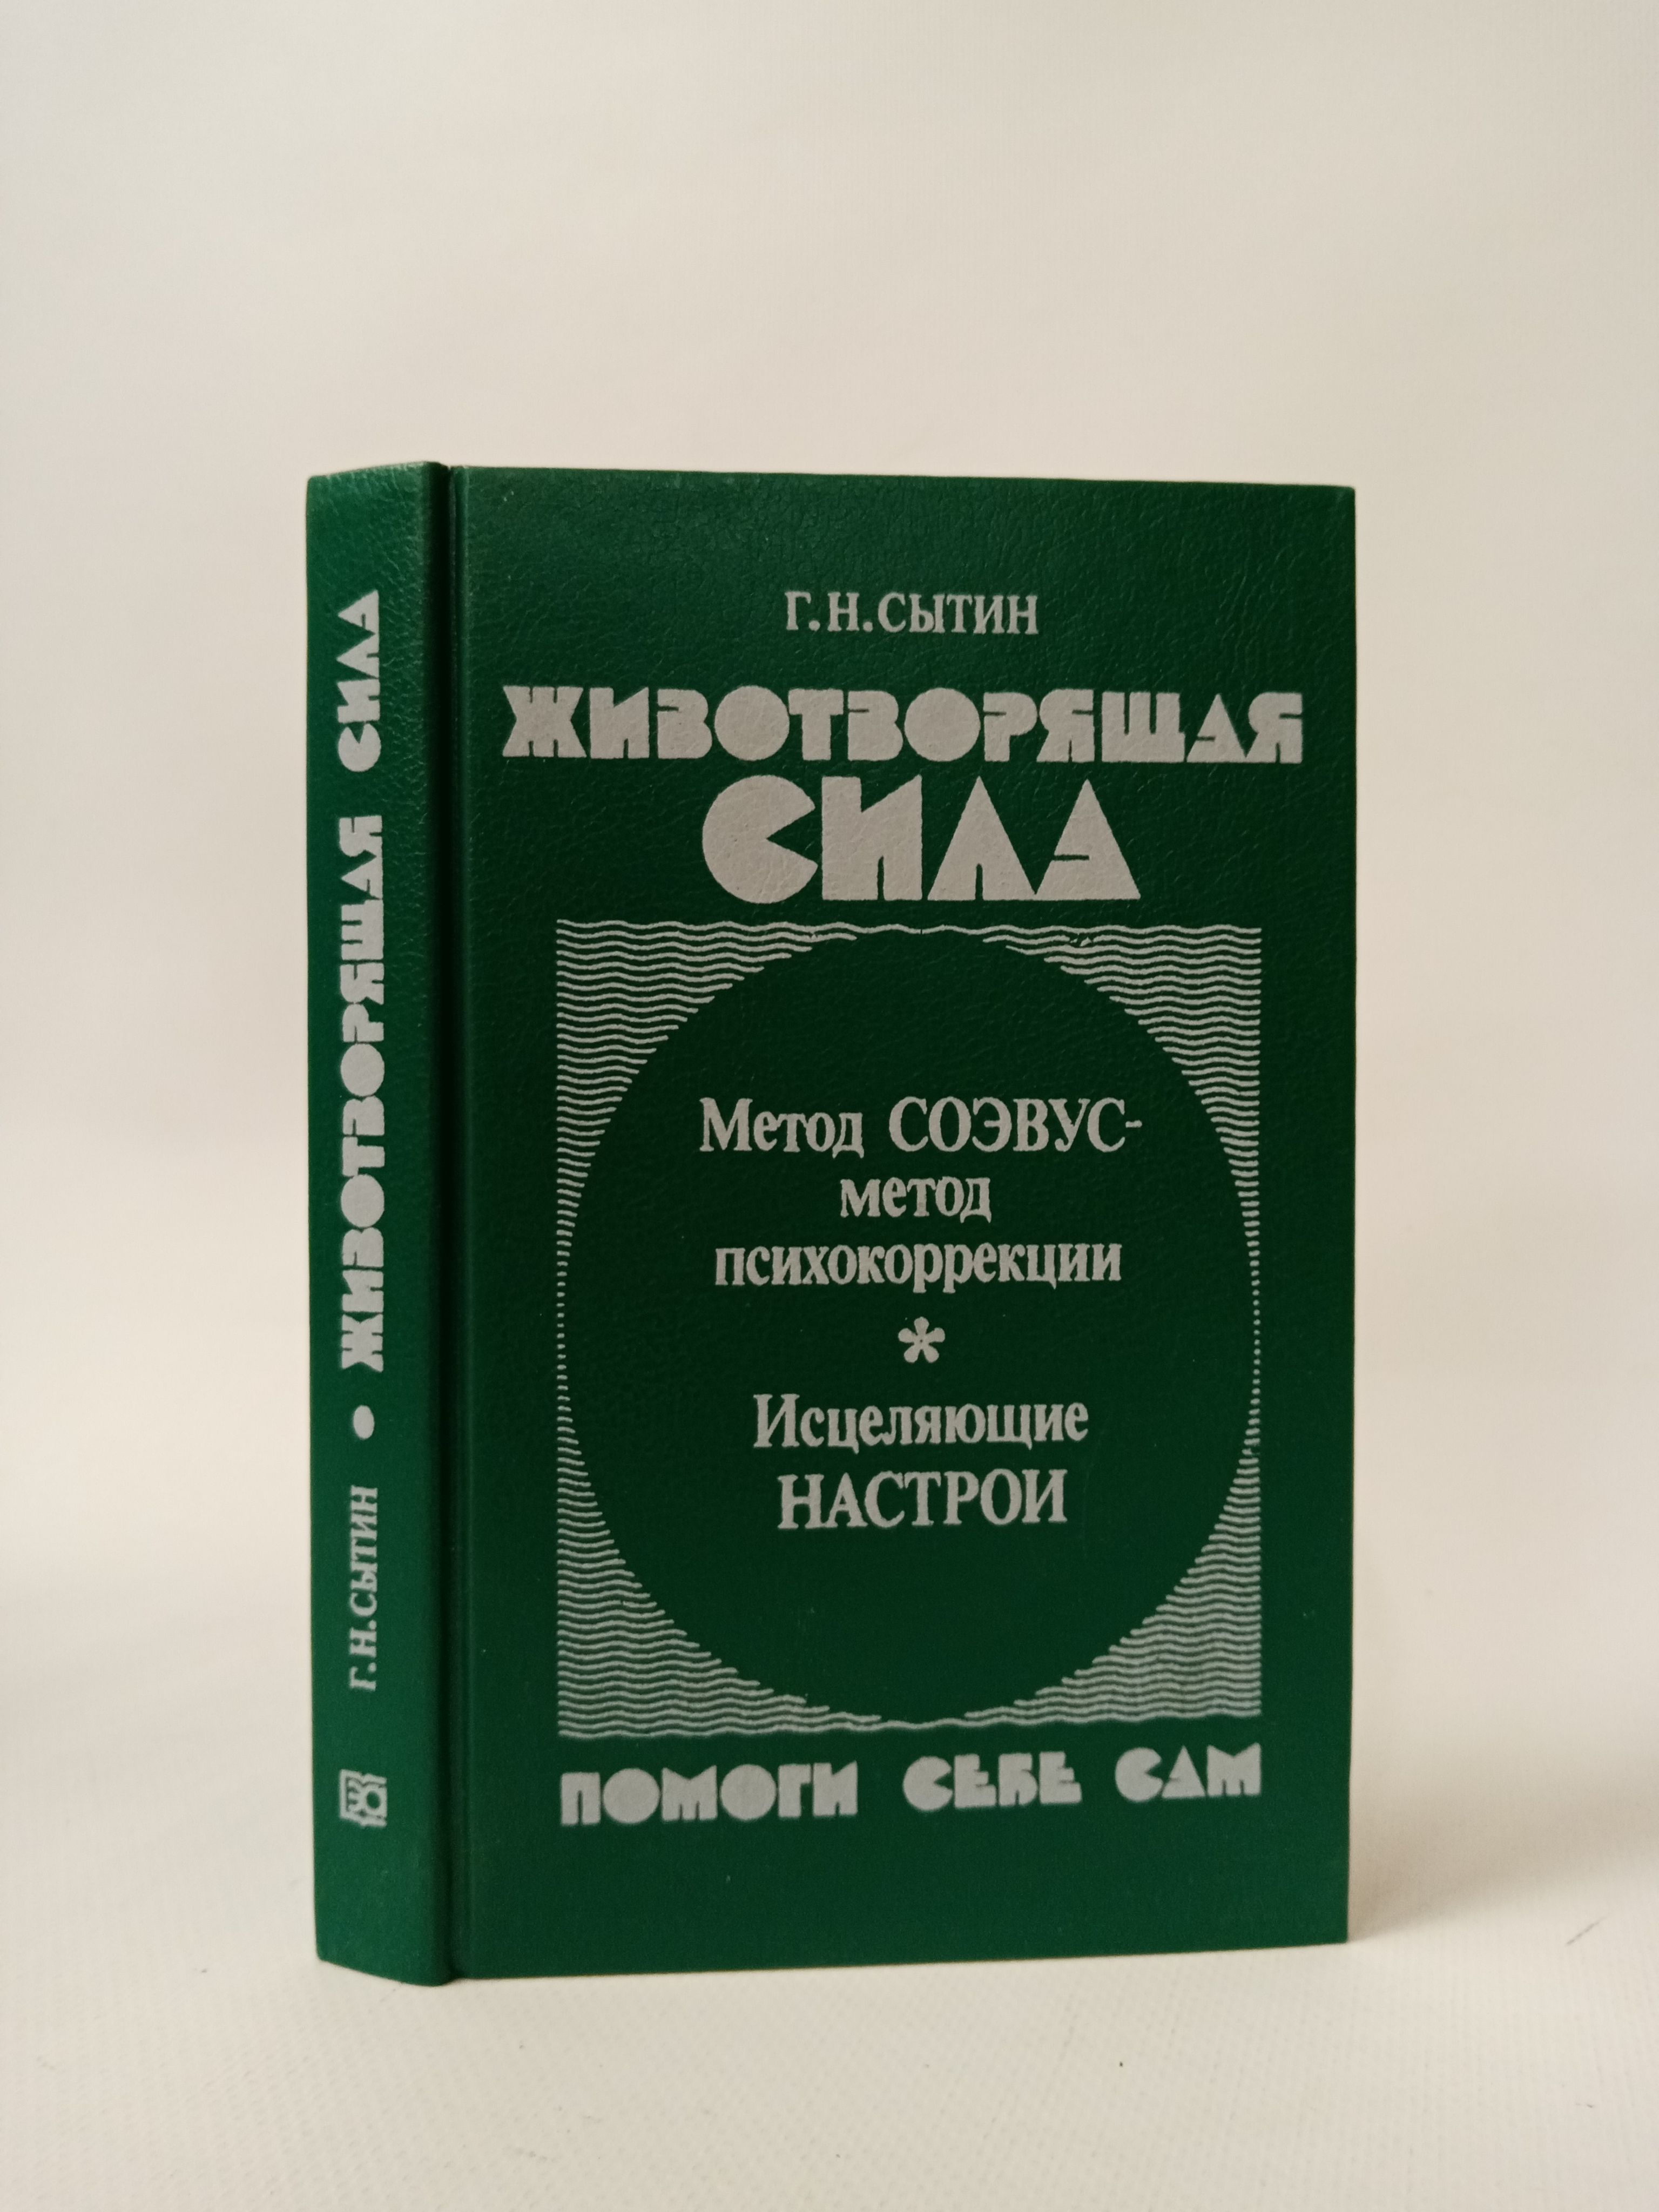 Г.Н.СЫТИН
ЖИВОТВОРЯЩАЯ
СИЛА
Метод СОЭВУС-
метод
психокоррекции
*
Исцеляющие
НАСТРОИ
ПОМОГИ СЕБЕ САМ
Г.Н.СЫТИН • ЖИВОТВОРЯЩАЯ СИЛА